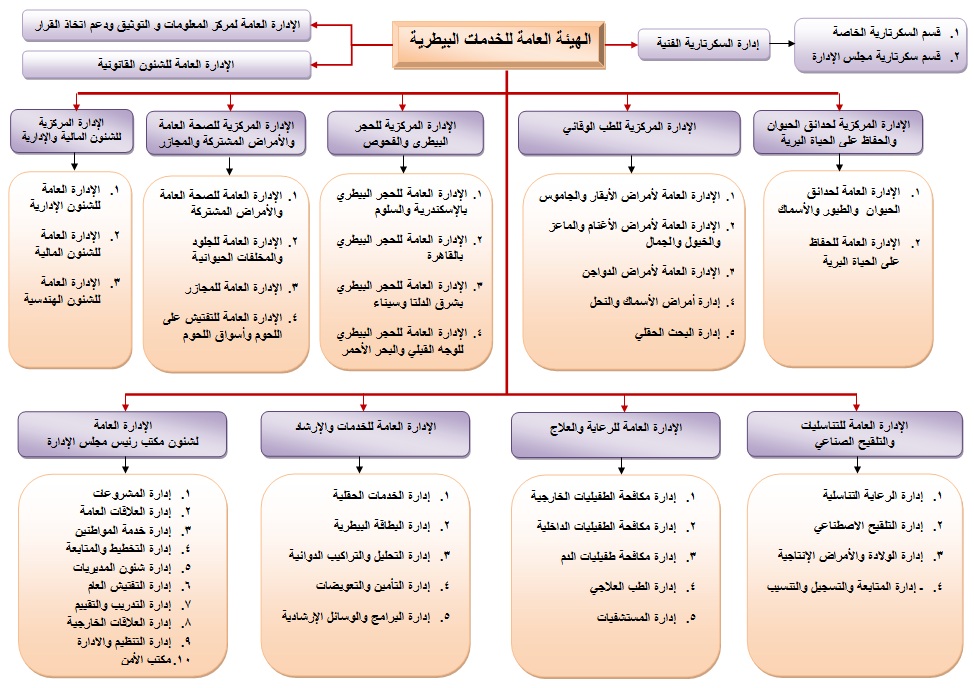 الهيئة العامة للخدمات البيطرية
إدارة السكرتارية الفنية
١. قسم السكرتارية الخاصة
٢. قسم سكرتارية مجلس الإدارة
الإدارة العامة لمركز المعلومات و التوثيق ودعم اتخاذ القرار
الإدارة العامة للشئون القانونية
الإدارة المركزية لحدائق الحيوان
والحفاظ على الحياة البرية
١. الإدارة العامة لحدائق
الحيوان والطيور والأسماك
٢. الإدارة العامة للحفاظ
على الحياة البرية
الإدارة المركزية للطب الوقائي
١. الإدارة العامة لأمراض الأبقار والجاموس
٢. الإدارة العامة لأمراض الأغنام والماعز
والخيول والجمال
٣. الإدارة العامة لأمراض الدواجن
٤. إدارة أمراض الأسماك والنحل
٥. إدارة البحث الحقلي
الإدارة المركزية للحجر
البيطرى والفحوص
١. الإدارة العامة للحجر البيطري
بالإسكندرية والسلوم
٢. الإدارة العامة للحجر البيطري
بالقاهرة
٣. الإدارة العامة للحجر البيطري
بشرق الدلتا وسيناء
٤. الإدارة العامة للحجر البيطري
للوجه القبلي والبحر الأحمر
الإدارة المركزية للصحة العامة
والأمراض المشتركة والمجازر
١. الإدارة العامة للصحة العامة
والأمراض المشتركة
٢. الإدارة العامة للجلود
والمخلفات الحيوانية
٣. الإدارة العامة للمجازر
٤. الإدارة العامة للتفتيش على
اللحوم وأسواق اللحوم
الإدارة المركزية
للشئون المالية والإدارية
١. الإدارة العامة
للشئون الإدارية
٢. الإدارة العامة
للشئون المالية
٣. الإدارة العامة
للشئون الهندسية
الإدارة العامة للتناسليات
والتلقيح الصناعي
١. إدارة الرعاية التناسلية
٢. إدارة التلقيح الاصطناعي
٣. إدارة الولادة والأمراض الإنتاجية
٤. ـ إدارة المتابعة والتسجيل والتنسيب
الإدارة العامة للرعاية والعلاج
١. إدارة مكافحة الطفيليات الخارجية
٢. إدارة مكافحة الطفيليات الداخلية
٣. إدارة مكافحة طفيليات الدم
٤. إدارة الطب العلاجي
٥. إدارة المستشفيات
الإدارة العامة للخدمات والإرشاد
١. إدارة الخدمات الحقلية
٢. إدارة البطاقة البيطرية
٣. إدارة التحليل والتراكيب الدوائية
٤. إدارة التأمين والتعويضات
٥. إدارة البرامج والوسائل الإرشادية
الإدارة العامة
لشئون مكتب رئيس مجلس الإدارة
١. إدارة المشروعات
٢. إدارة العلاقات العامة
٣. إدارة خدمة المواطنين
٤. إدارة التخطيط والمتابعة
٥. إدارة شئون المديريات
٦. إدارة التفتيش العام
٧. إدارة التدريب والتقييم
٨. إدارة العلاقات الخارجية
٩. إدارة التنظيم والادارة
١٠. مكتب الأمن